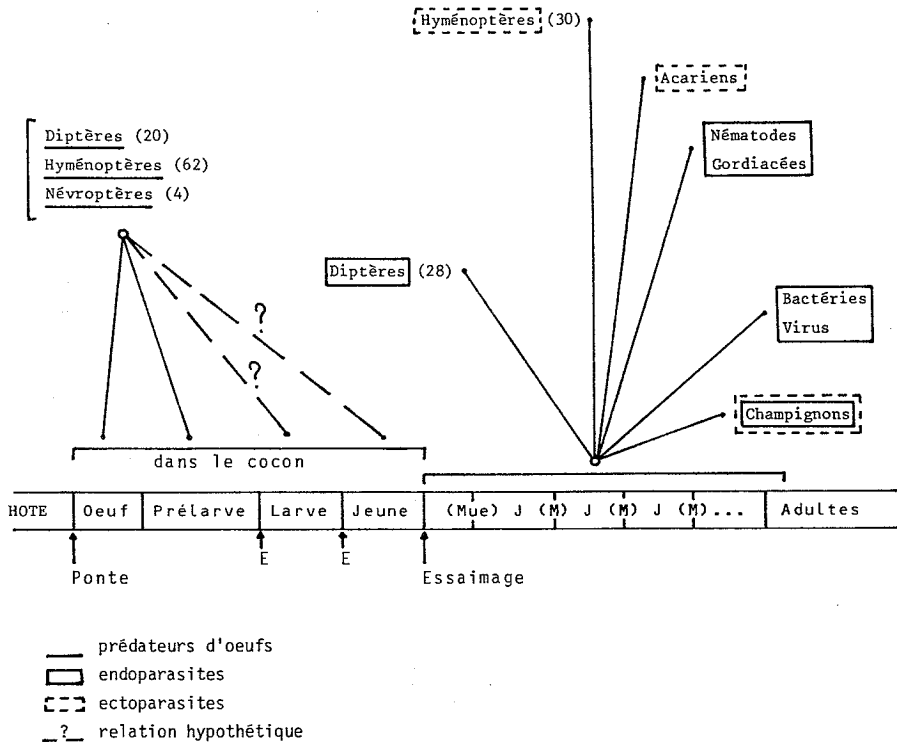 Hyménoptères (30)
Acariens
Diptères (20)
Hyménoptères (62)
Névroptères (4)
Nématodes
Gordiacées
Diptères (28)
Bactéries
Virus
?
?
Champignons
dans le cocon
HOTE Oeuf Prélarve Larve Jeune (Mue) J (M) J (M) J (M)... Adultes
E E
Ponte Essaimage
prédateurs d'oeufs
endoparasites
ectoparasites
? relation hypothétique